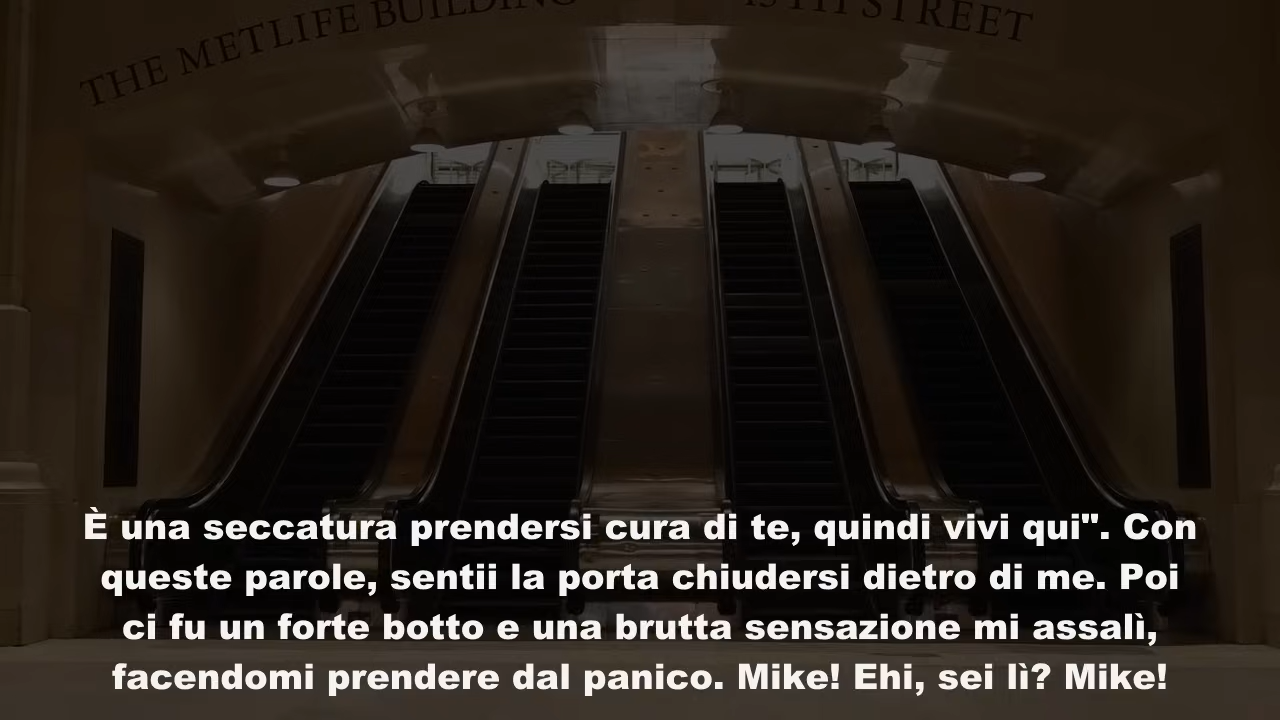 THE METLIFE BUILDING 45TH STREET
È una seccatura prendersi cura di te, quindi vivi qui". Con
queste parole, sentii la porta chiudersi dietro di me. Poi
ci fu un forte botto e una brutta sensazione mi assalì,
facendomi prendere dal panico. Mike! Ehi, sei lì? Mike!